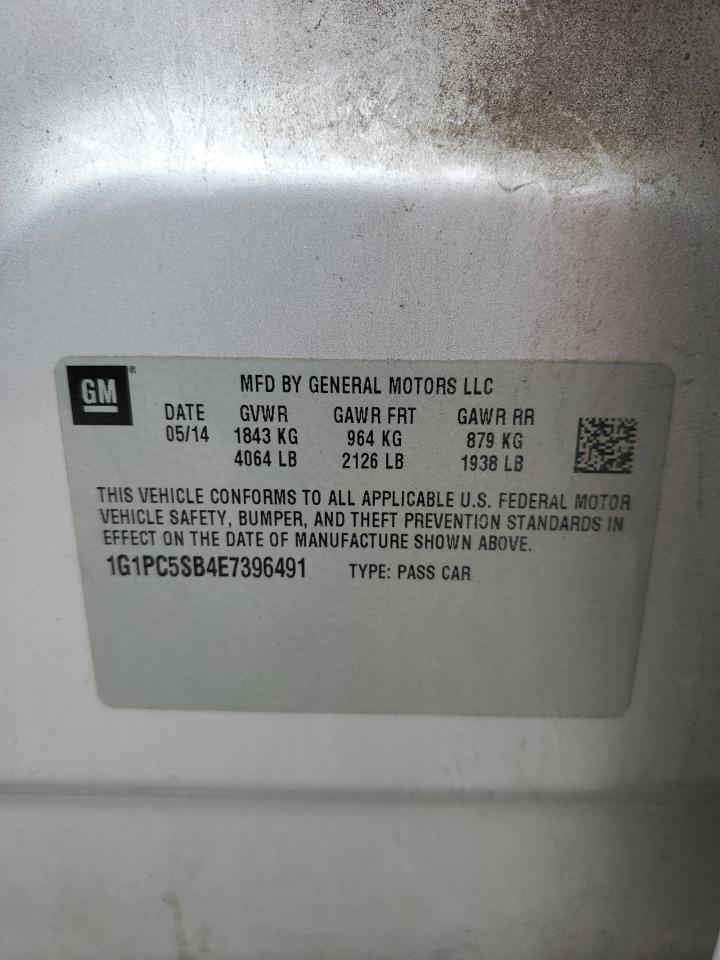 GM®
MFD BY GENERAL MOTORS LLC
DATE GVWR GAWR FRT GAWR RR
05/14 1843 KG 964 KG 879 KG
4064 LB 2126 LB 1938 LB
THIS VEHICLE CONFORMS TO ALL APPLICABLE U.S. FEDERAL MOTOR
VEHICLE SAFETY, BUMPER, AND THEFT PREVENTION STANDARDS IN
EFFECT ON THE DATE OF MANUFACTURE SHOWN ABOVE.
1G1PC5SB4E7396491 TYPE: PASS CAR